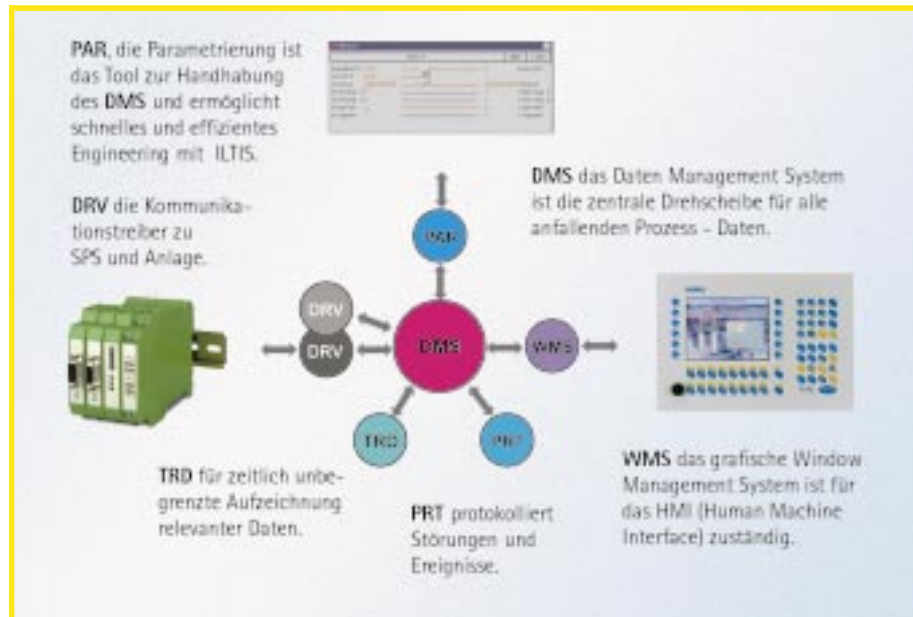 PAR, die Parametrierung ist
das Tool zur Handhabung
des DMS und ermöglicht
schnelles und effizientes
Engineering mit ILTIS.
DRV die Kommunika-
tionstreiber zu
SPS und Anlage.
DMS das Daten Management System
ist die zentrale Drehscheibe für alle
anfallenden Prozess - Daten.
PAR
DRV
DRV
DMS
WMS
TRD
PRT
TRD für zeitlich unbe-
grenzte Aufzeichnung
relevanter Daten.
PRT protokolliert
Störungen und
Ereignisse.
WMS das grafische Window
Management System ist für
das HMI (Human Machine
Interface) zuständig.